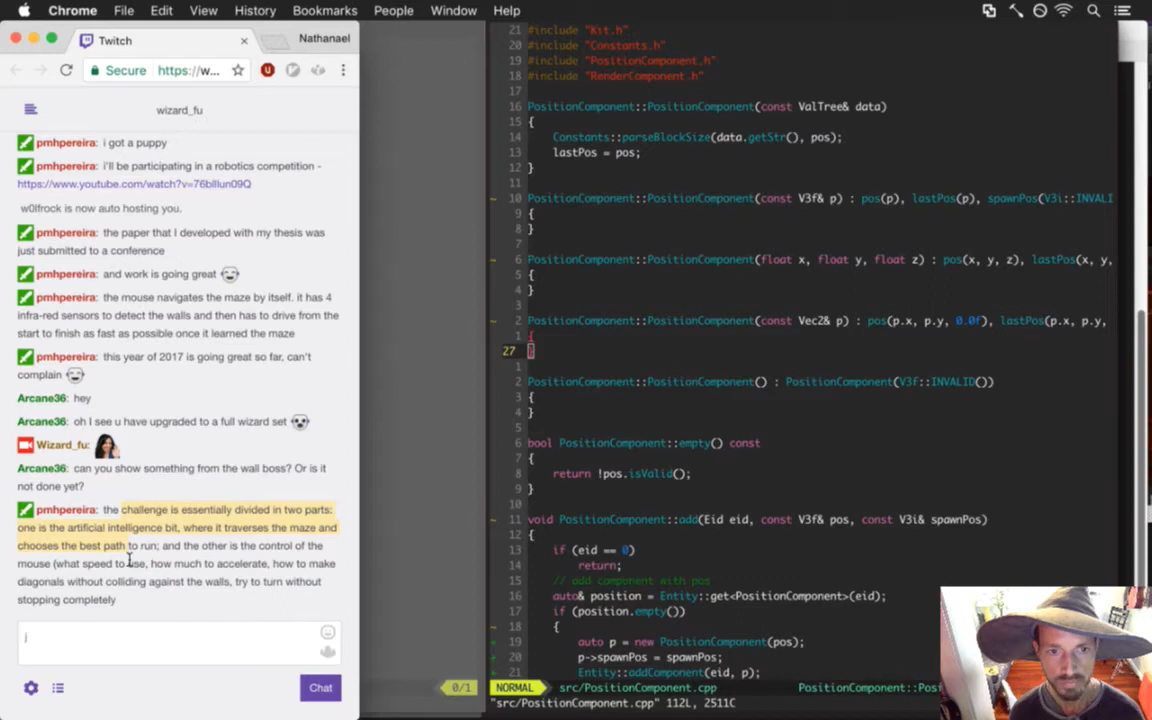 Chrome File Edit View History Bookmarks People Window Help
Twitch
Nathanael
Secure https://w...
wizard_fu
pmhpereira: i got a puppy
pmhpereira: i'll be participating in a robotics competition -
w0lfrock is now auto hosting you.
pmhpereira: the paper that I developed with my thesis was
just submitted to a conference
pmhpereira: and work is going great
pmhpereira: the mouse navigates the maze by itself. it has 4
infra-red sensors to detect the walls and then has to drive from the
start to finish as fast as possible once it learned the maze
pmhpereira: this year of 2017 is going great so far, can't
complain
Arcane36: hey
Arcane36: oh I see u have upgraded to a full wizard set
Wizard_fu:
Arcane36: can you show something from the wall boss? Or is it
not done yet?
pmhpereira: the challenge is essentially divided in two parts:
one is the artificial intelligence bit, where it traverses the maze and
chooses the best path to run; and the other is the control of the
mouse (what speed to use, how much to accelerate, how to make
diagonals without colliding against the walls, try to turn without
stopping completely
Chat
21 #include "Kit.h"
20 #include "Constants.h"
19 #include "PositionComponent.h"
18 #include "RenderComponent.h"
17
16 PositionComponent::PositionComponent(const ValTree& data)
15 {
14 Constants::parseBlockSize(data.getStr(), pos);
13 lastPos = pos;
12 }
11
10 PositionComponent::PositionComponent(const V3f& p) : pos(p), lastPos(p), spawnPos(V3i::INVALI
9 {
8 }
7
6 PositionComponent::PositionComponent(float x, float y, float z) : pos(x, y, z), lastPos(x, y,
5 {
4 }
3
2 PositionComponent::PositionComponent(const Vec2& p) : pos(p.x, p.y, 0.0f), lastPos(p.x, p.y,
1 {
27 }
1
2 PositionComponent::PositionComponent() : PositionComponent(V3f::INVALID())
3 {
4 }
5
6 bool PositionComponent::empty() const
7 {
8 return !pos.isValid();
9 }
10
11 void PositionComponent::add(Eid eid, const V3f& pos, const V3i& spawnPos)
12 {
13 if (eid == 0)
14 return;
15 // add component with pos
16 auto& position = Entity::get<PositionComponent>(eid);
17 if (position.empty())
18 {
19 auto p = new PositionComponent(pos);
20 p->spawnPos = spawnPos;
21 Entity::addComponent(eid, p);
0/1 NORMAL src/PositionComponent.cpp PositionComponent::Posi
"src/PositionComponent.cpp" 112L, 2511C